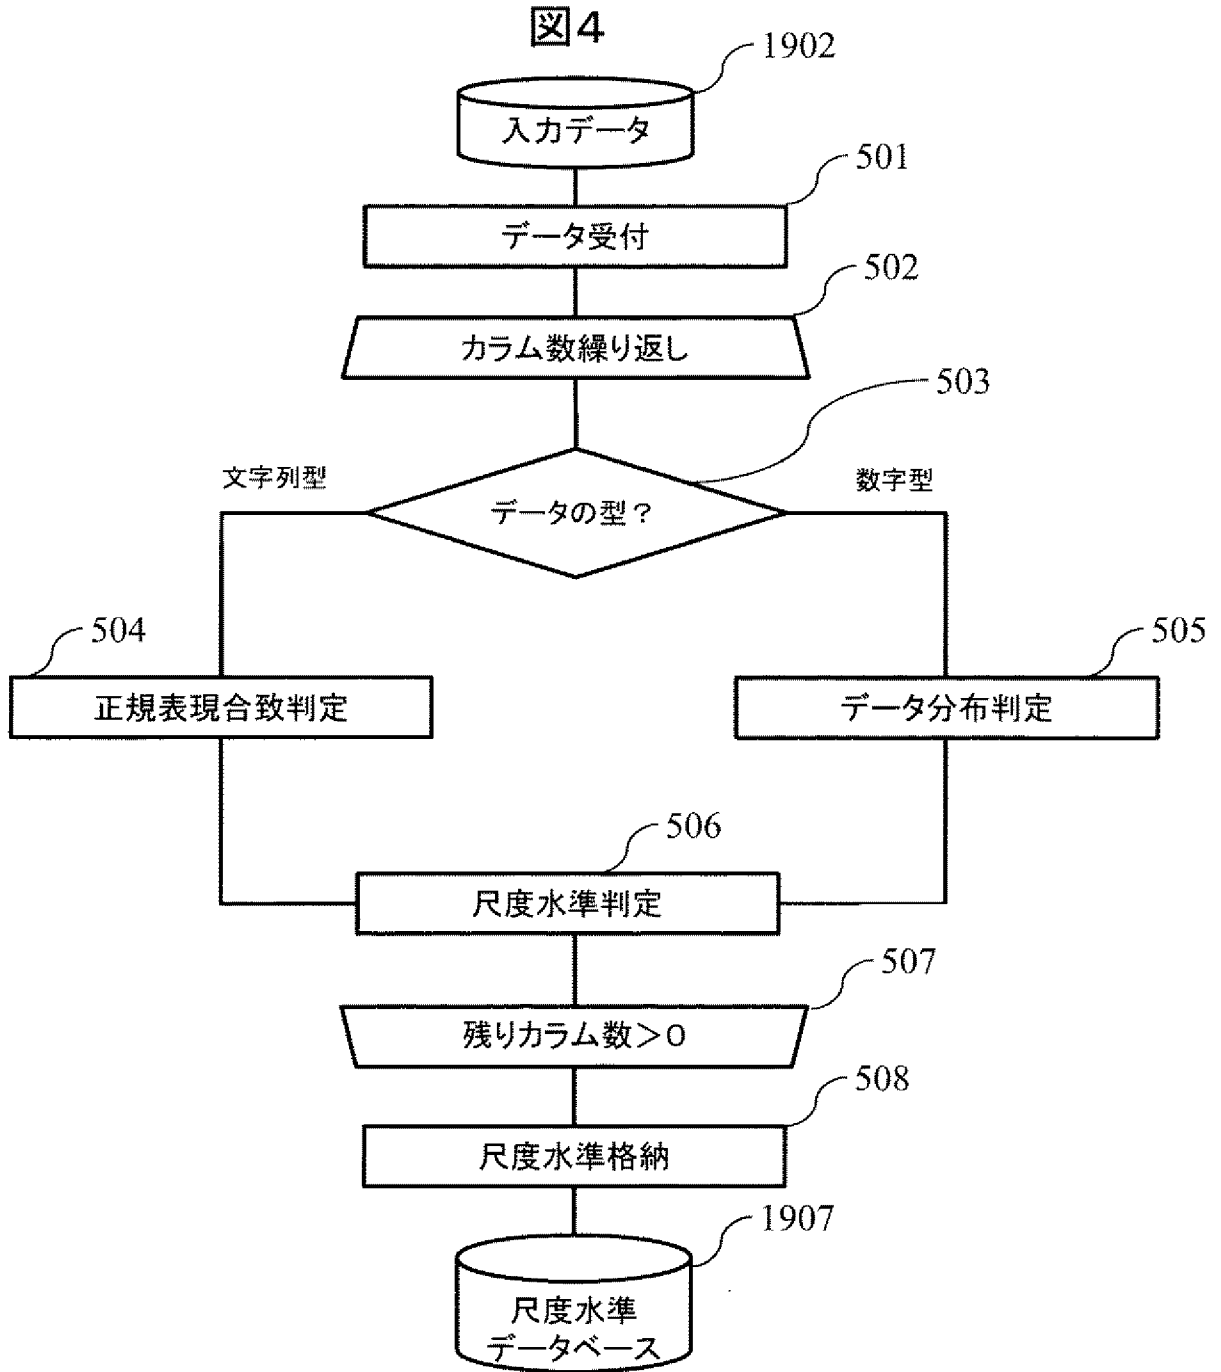 図4
1902
入力データ
501
データ受付
502
カラム数繰り返し
503
文字列型
数字型
データの型？
504
505
正規表現合致判定
データ分布判定
506
尺度水準判定
507
残りカラム数＞0
508
尺度水準格納
1907
尺度水準
データベース